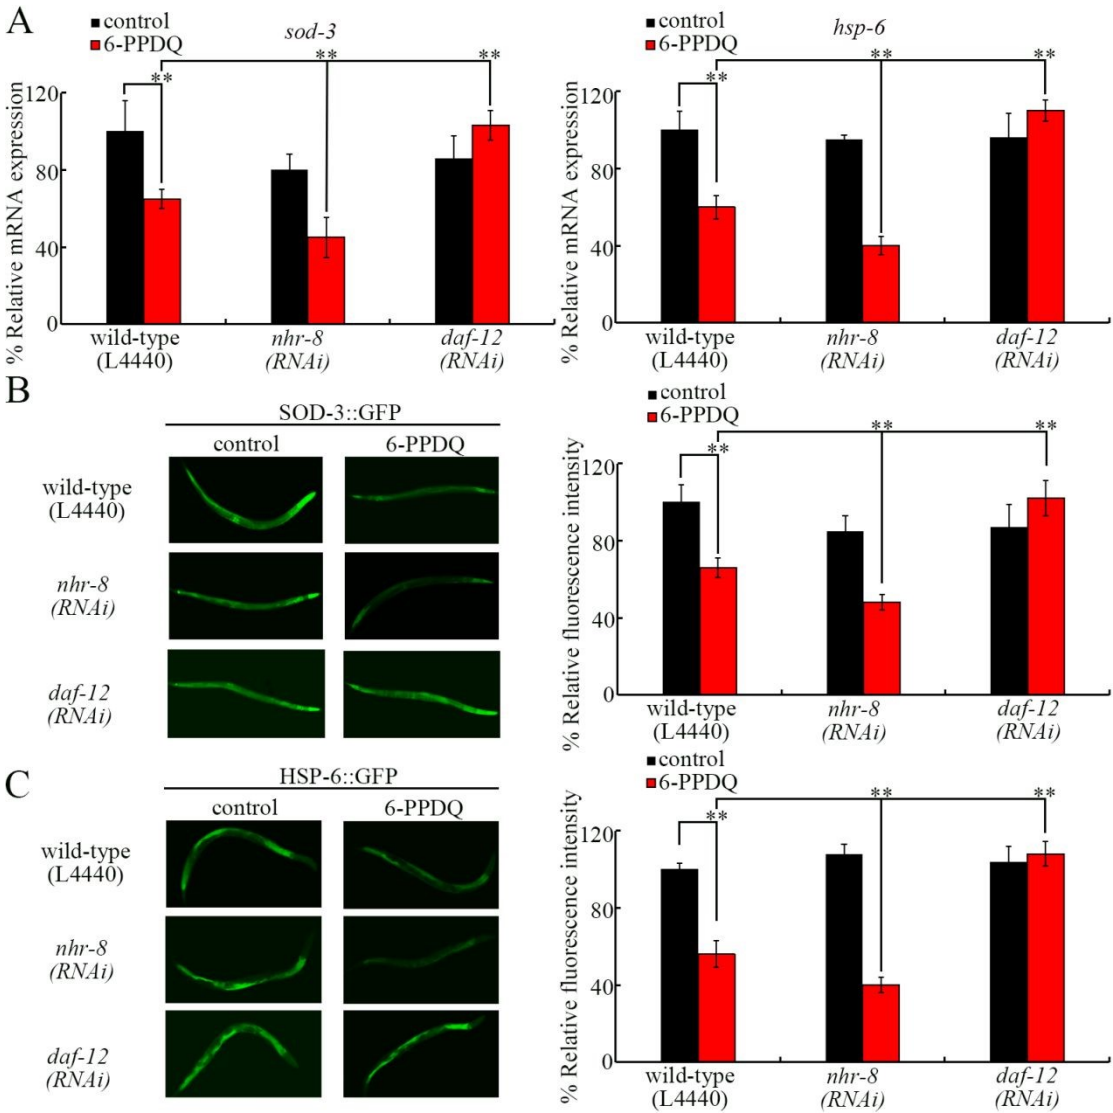 A
control
6-PPDQ
sod-3
**
**
**
% Relative mRNA expression
120
80
40
0
wild-type
(L4440)
nhr-8
(RNAi)
daf-12
(RNAi)
control
6-PPDQ
hsp-6
**
**
**
% Relative mRNA expression
120
80
40
0
wild-type
(L4440)
nhr-8
(RNAi)
daf-12
(RNAi)
B
SOD-3::GFP
control
6-PPDQ
wild-type
(L4440)
nhr-8
(RNAi)
daf-12
(RNAi)
control
6-PPDQ
**
**
**
% Relative fluorescence intensity
120
80
40
0
wild-type
(L4440)
nhr-8
(RNAi)
daf-12
(RNAi)
C
HSP-6::GFP
control
6-PPDQ
wild-type
(L4440)
nhr-8
(RNAi)
daf-12
(RNAi)
control
6-PPDQ
**
**
**
% Relative fluorescence intensity
120
80
40
0
wild-type
(L4440)
nhr-8
(RNAi)
daf-12
(RNAi)